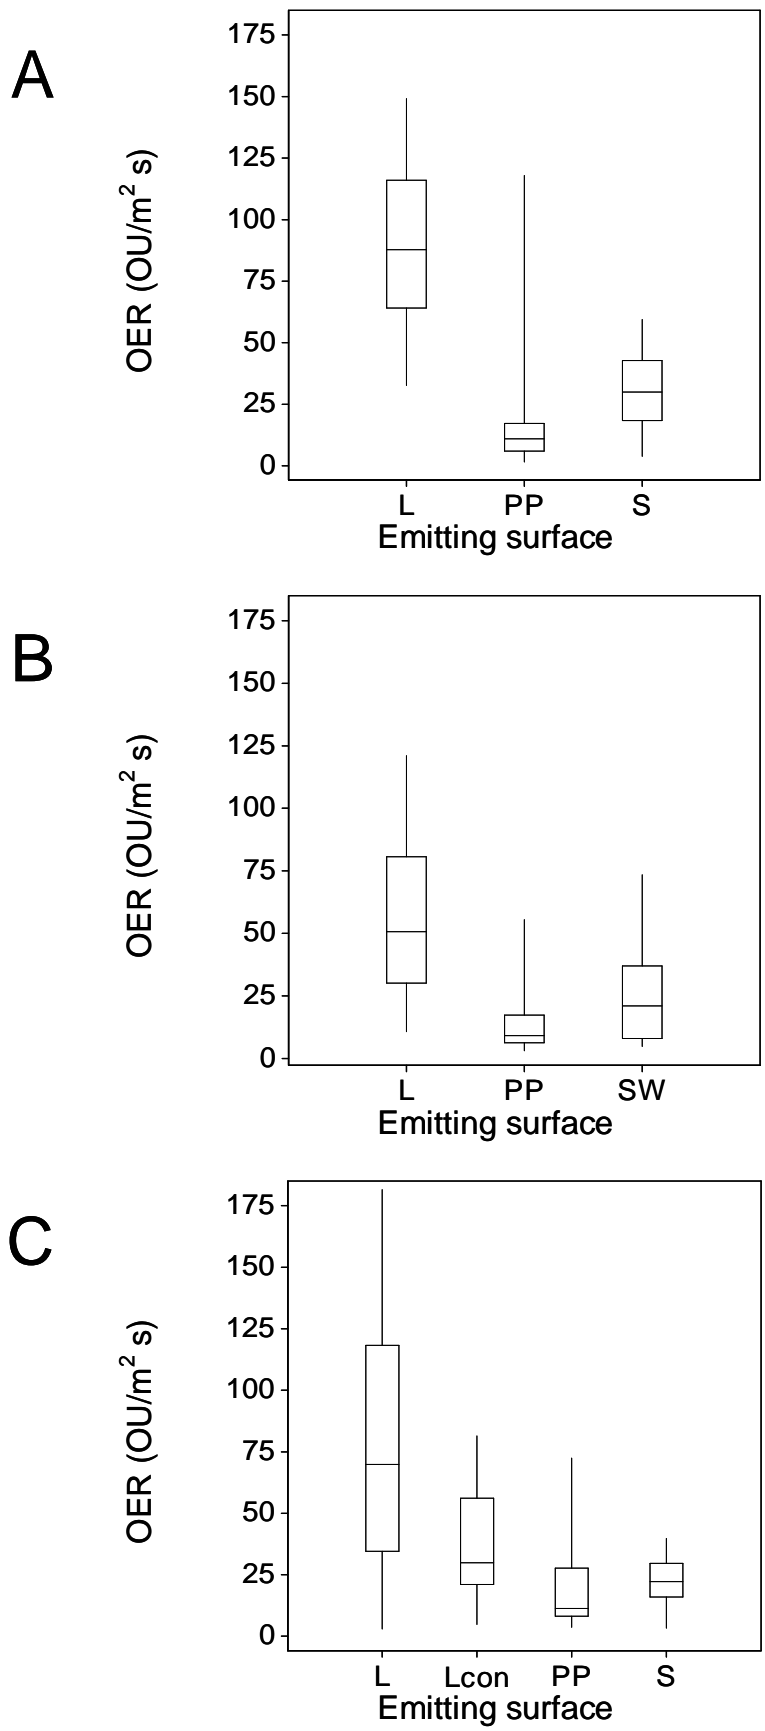 A
OER (OU/m² s)
175
150
125
100
75
50
25
0
L PP S
Emitting surface
B
OER (OU/m² s)
175
150
125
100
75
50
25
0
L PP SW
Emitting surface
C
OER (OU/m² s)
175
150
125
100
75
50
25
0
L Lcon PP S
Emitting surface